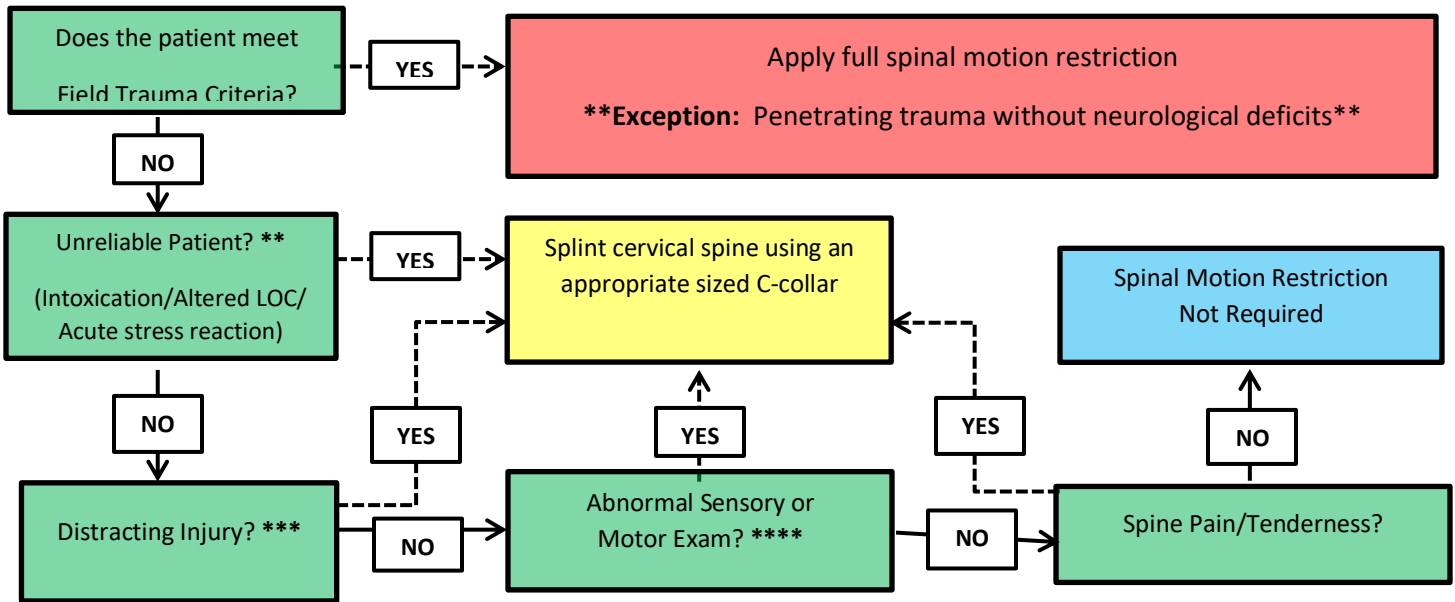 Does the patient meet
Field Trauma Criteria?
YES
Apply full spinal motion restriction
**Exception: Penetrating trauma without neurological deficits**
NO
Unreliable Patient? **
(Intoxication/Altered LOC/
Acute stress reaction)
YES
Splint cervical spine using an
appropriate sized C-collar
Spinal Motion Restriction
Not Required
NO
YES
YES
YES
NO
Distracting Injury? ***
NO
Abnormal Sensory or
Motor Exam? ****
NO
Spine Pain/Tenderness?